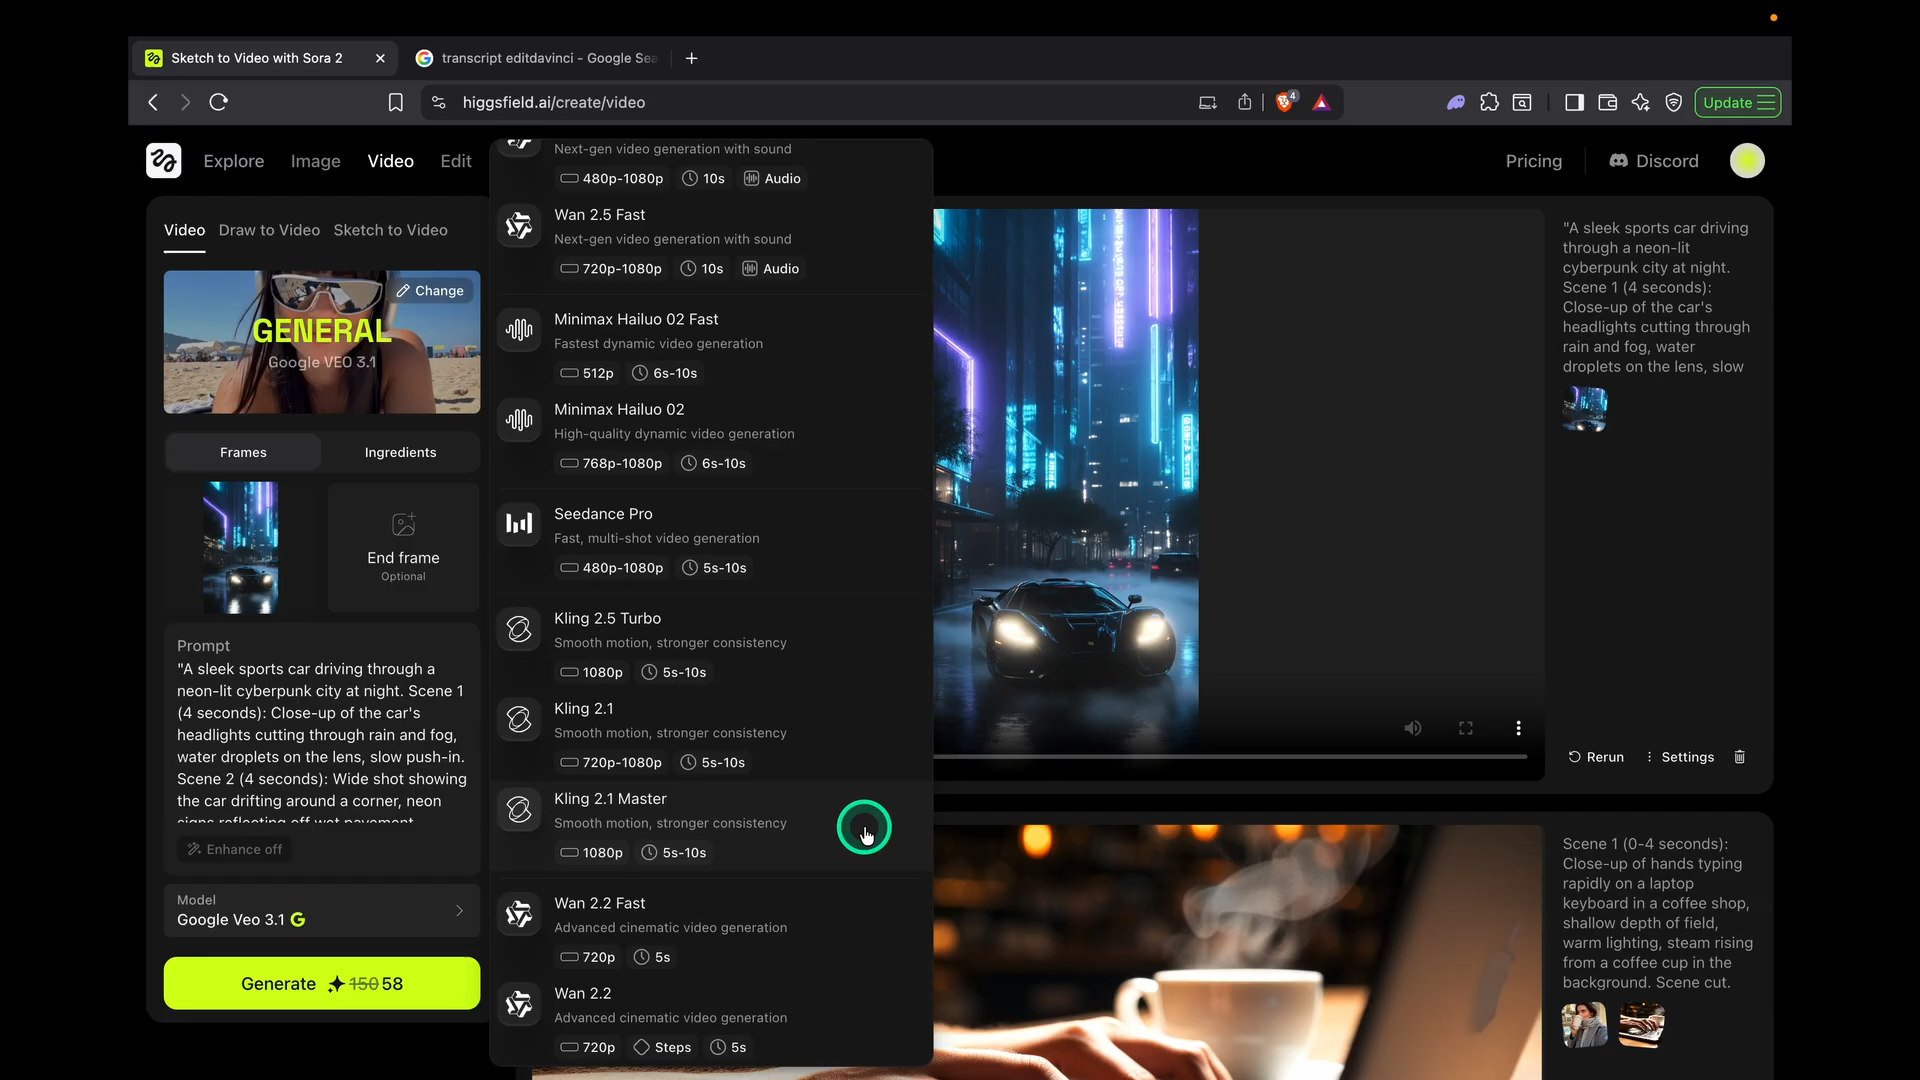 Sketch to Video with Sora 2
transcript editdavinci - Google Sea
higgsfield.ai/create/video
4
Update
Explore
Image
Video
Edit
Pricing
Discord
Video
Draw to Video
Sketch to Video
Change
GENERAL
Google VEO 3.1
Frames
Ingredients
End frame
Optional
Prompt
"A sleek sports car driving through a
neon-lit cyberpunk city at night. Scene 1
(4 seconds): Close-up of the car's
headlights cutting through rain and fog,
water droplets on the lens, slow push-in.
Scene 2 (4 seconds): Wide shot showing
the car drifting around a corner, neon
signs reflecting off wet pavement
Enhance off
Model
Google Veo 3.1
Generate 150 58
Next-gen video generation with sound
480p-1080p 10s Audio
Wan 2.5 Fast
Next-gen video generation with sound
720p-1080p 10s Audio
Minimax Hailuo 02 Fast
Fastest dynamic video generation
512p 6s-10s
Minimax Hailuo 02
High-quality dynamic video generation
768p-1080p 6s-10s
Seedance Pro
Fast, multi-shot video generation
480p-1080p 5s-10s
Kling 2.5 Turbo
Smooth motion, stronger consistency
1080p 5s-10s
Kling 2.1
Smooth motion, stronger consistency
720p-1080p 5s-10s
Kling 2.1 Master
Smooth motion, stronger consistency
1080p 5s-10s
Wan 2.2 Fast
Advanced cinematic video generation
720p 5s
Wan 2.2
Advanced cinematic video generation
720p Steps 5s
"A sleek sports car driving
through a neon-lit
cyberpunk city at night.
Scene 1 (4 seconds):
Close-up of the car's
headlights cutting through
rain and fog, water
droplets on the lens, slow
Rerun
Settings
Scene 1 (0-4 seconds):
Close-up of hands typing
rapidly on a laptop
keyboard in a coffee shop,
shallow depth of field,
warm lighting, steam rising
from a coffee cup in the
background. Scene cut.